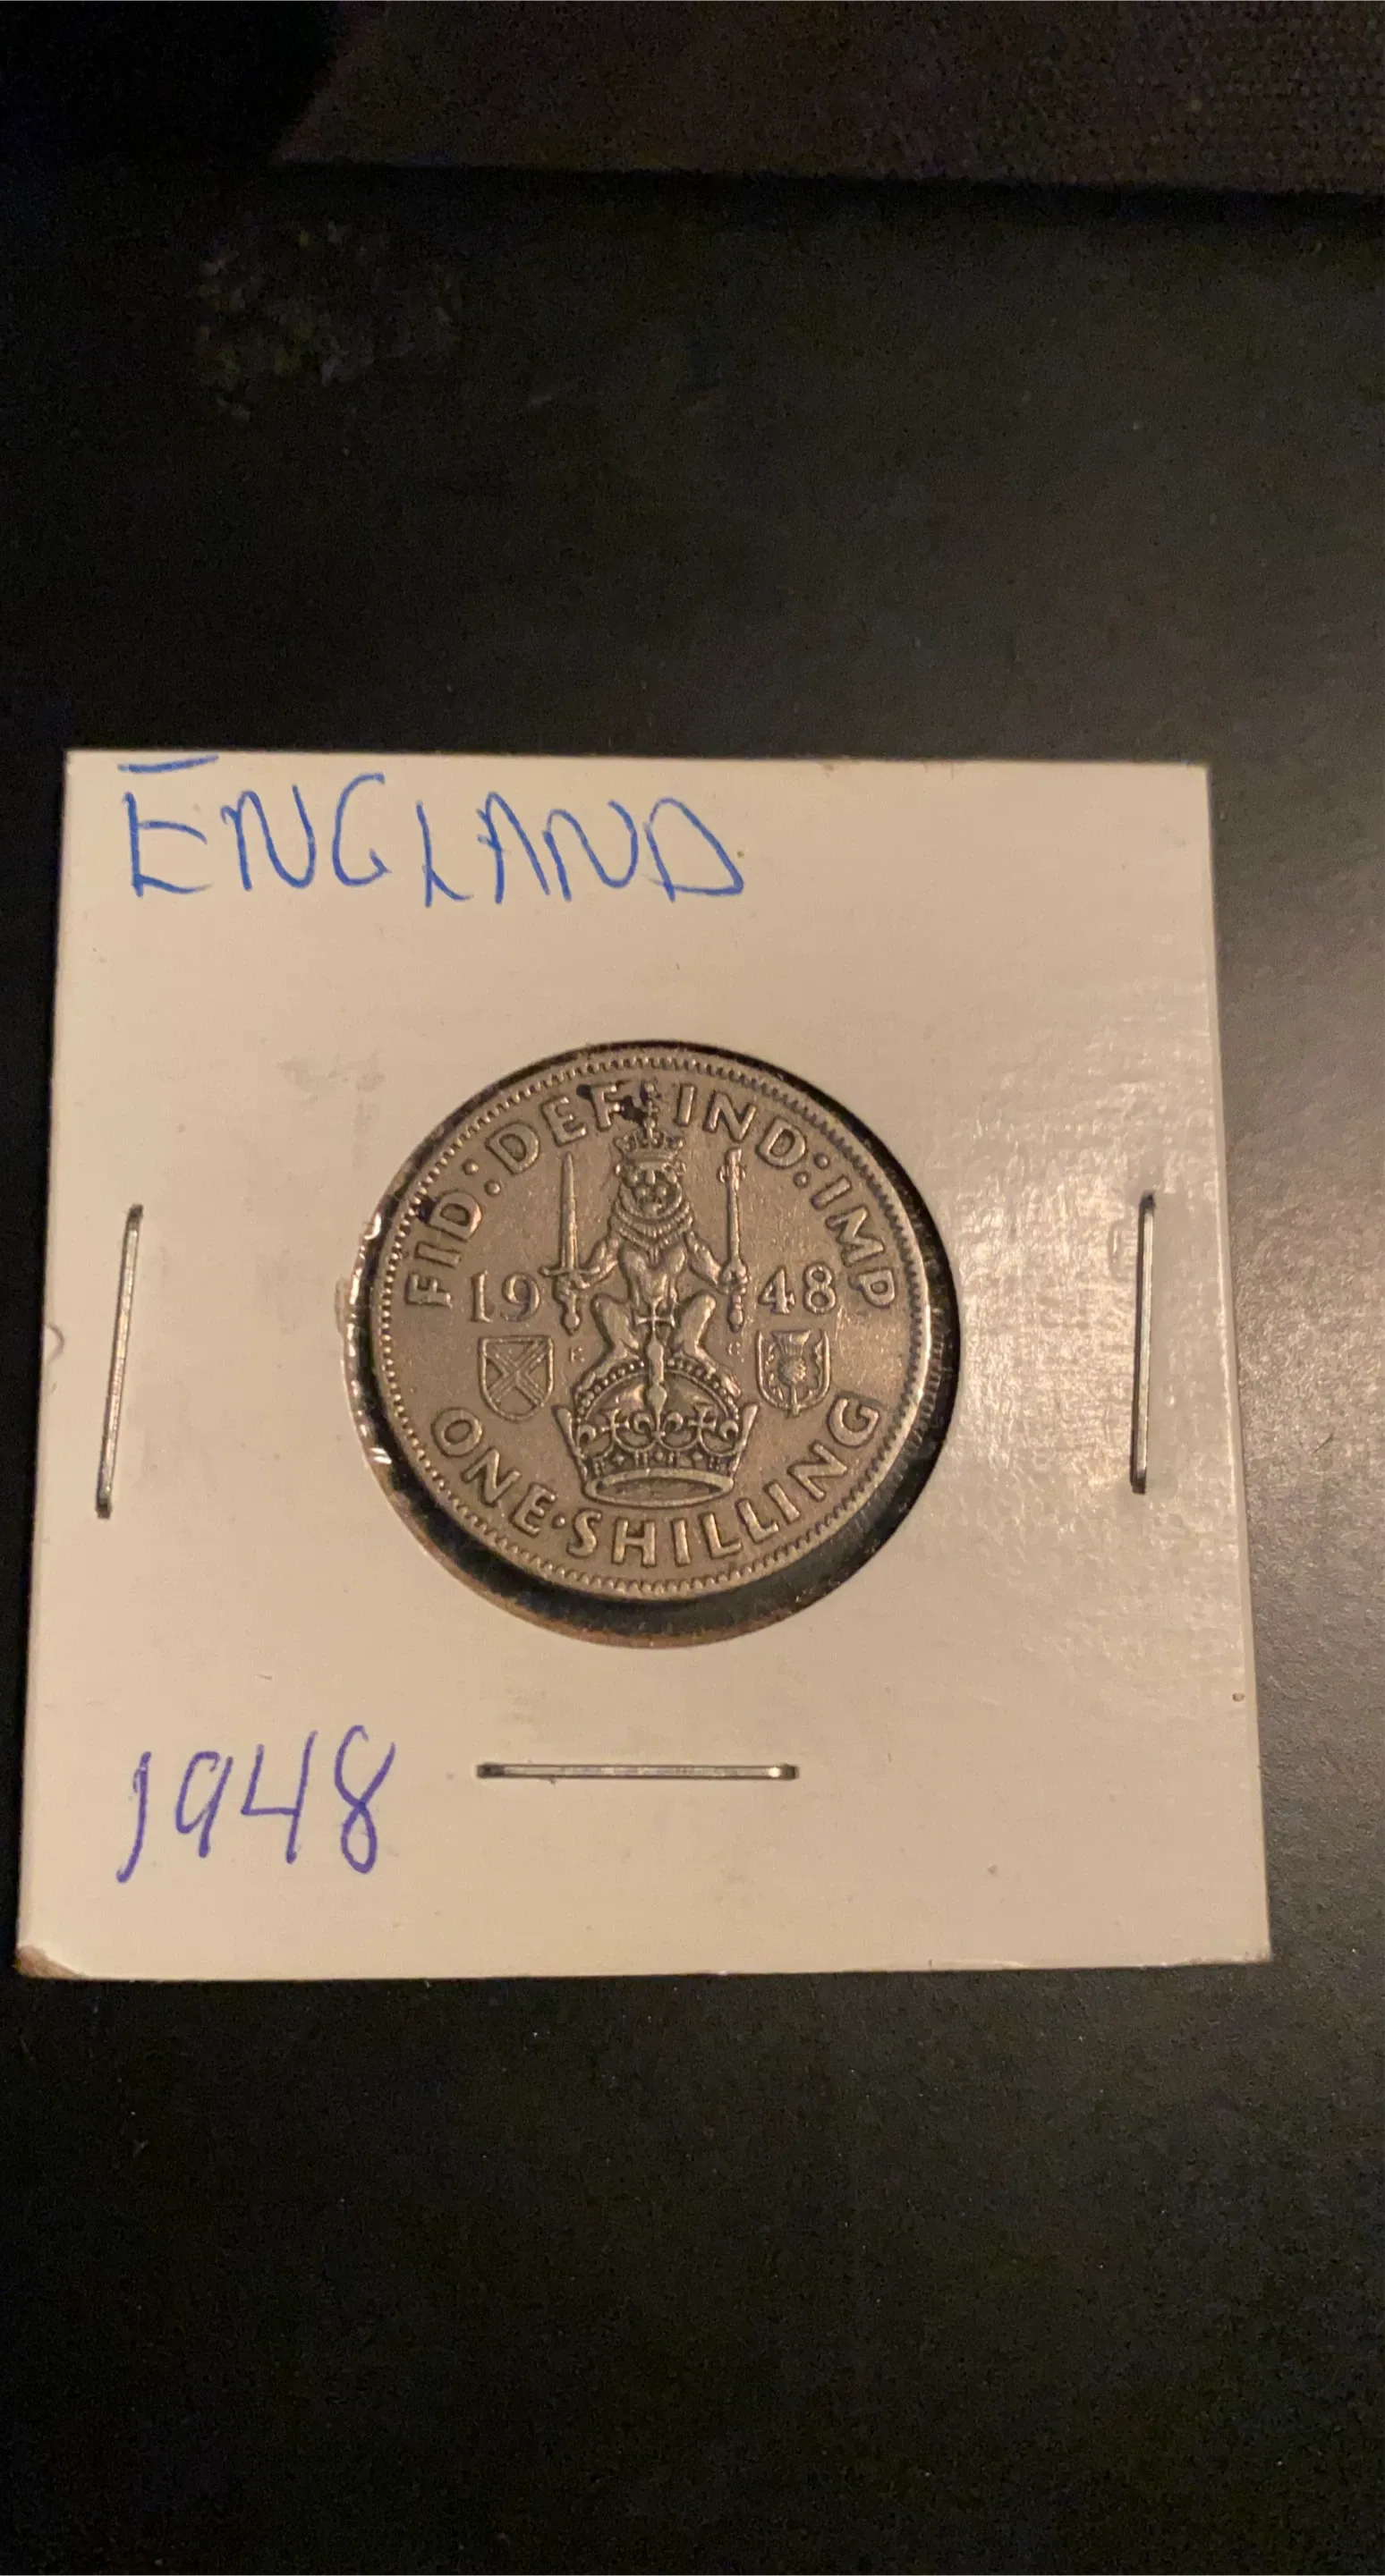 ENGLAND
FID:DEF IND:IMP
19 48
K G
ONE·SHILLING
1948